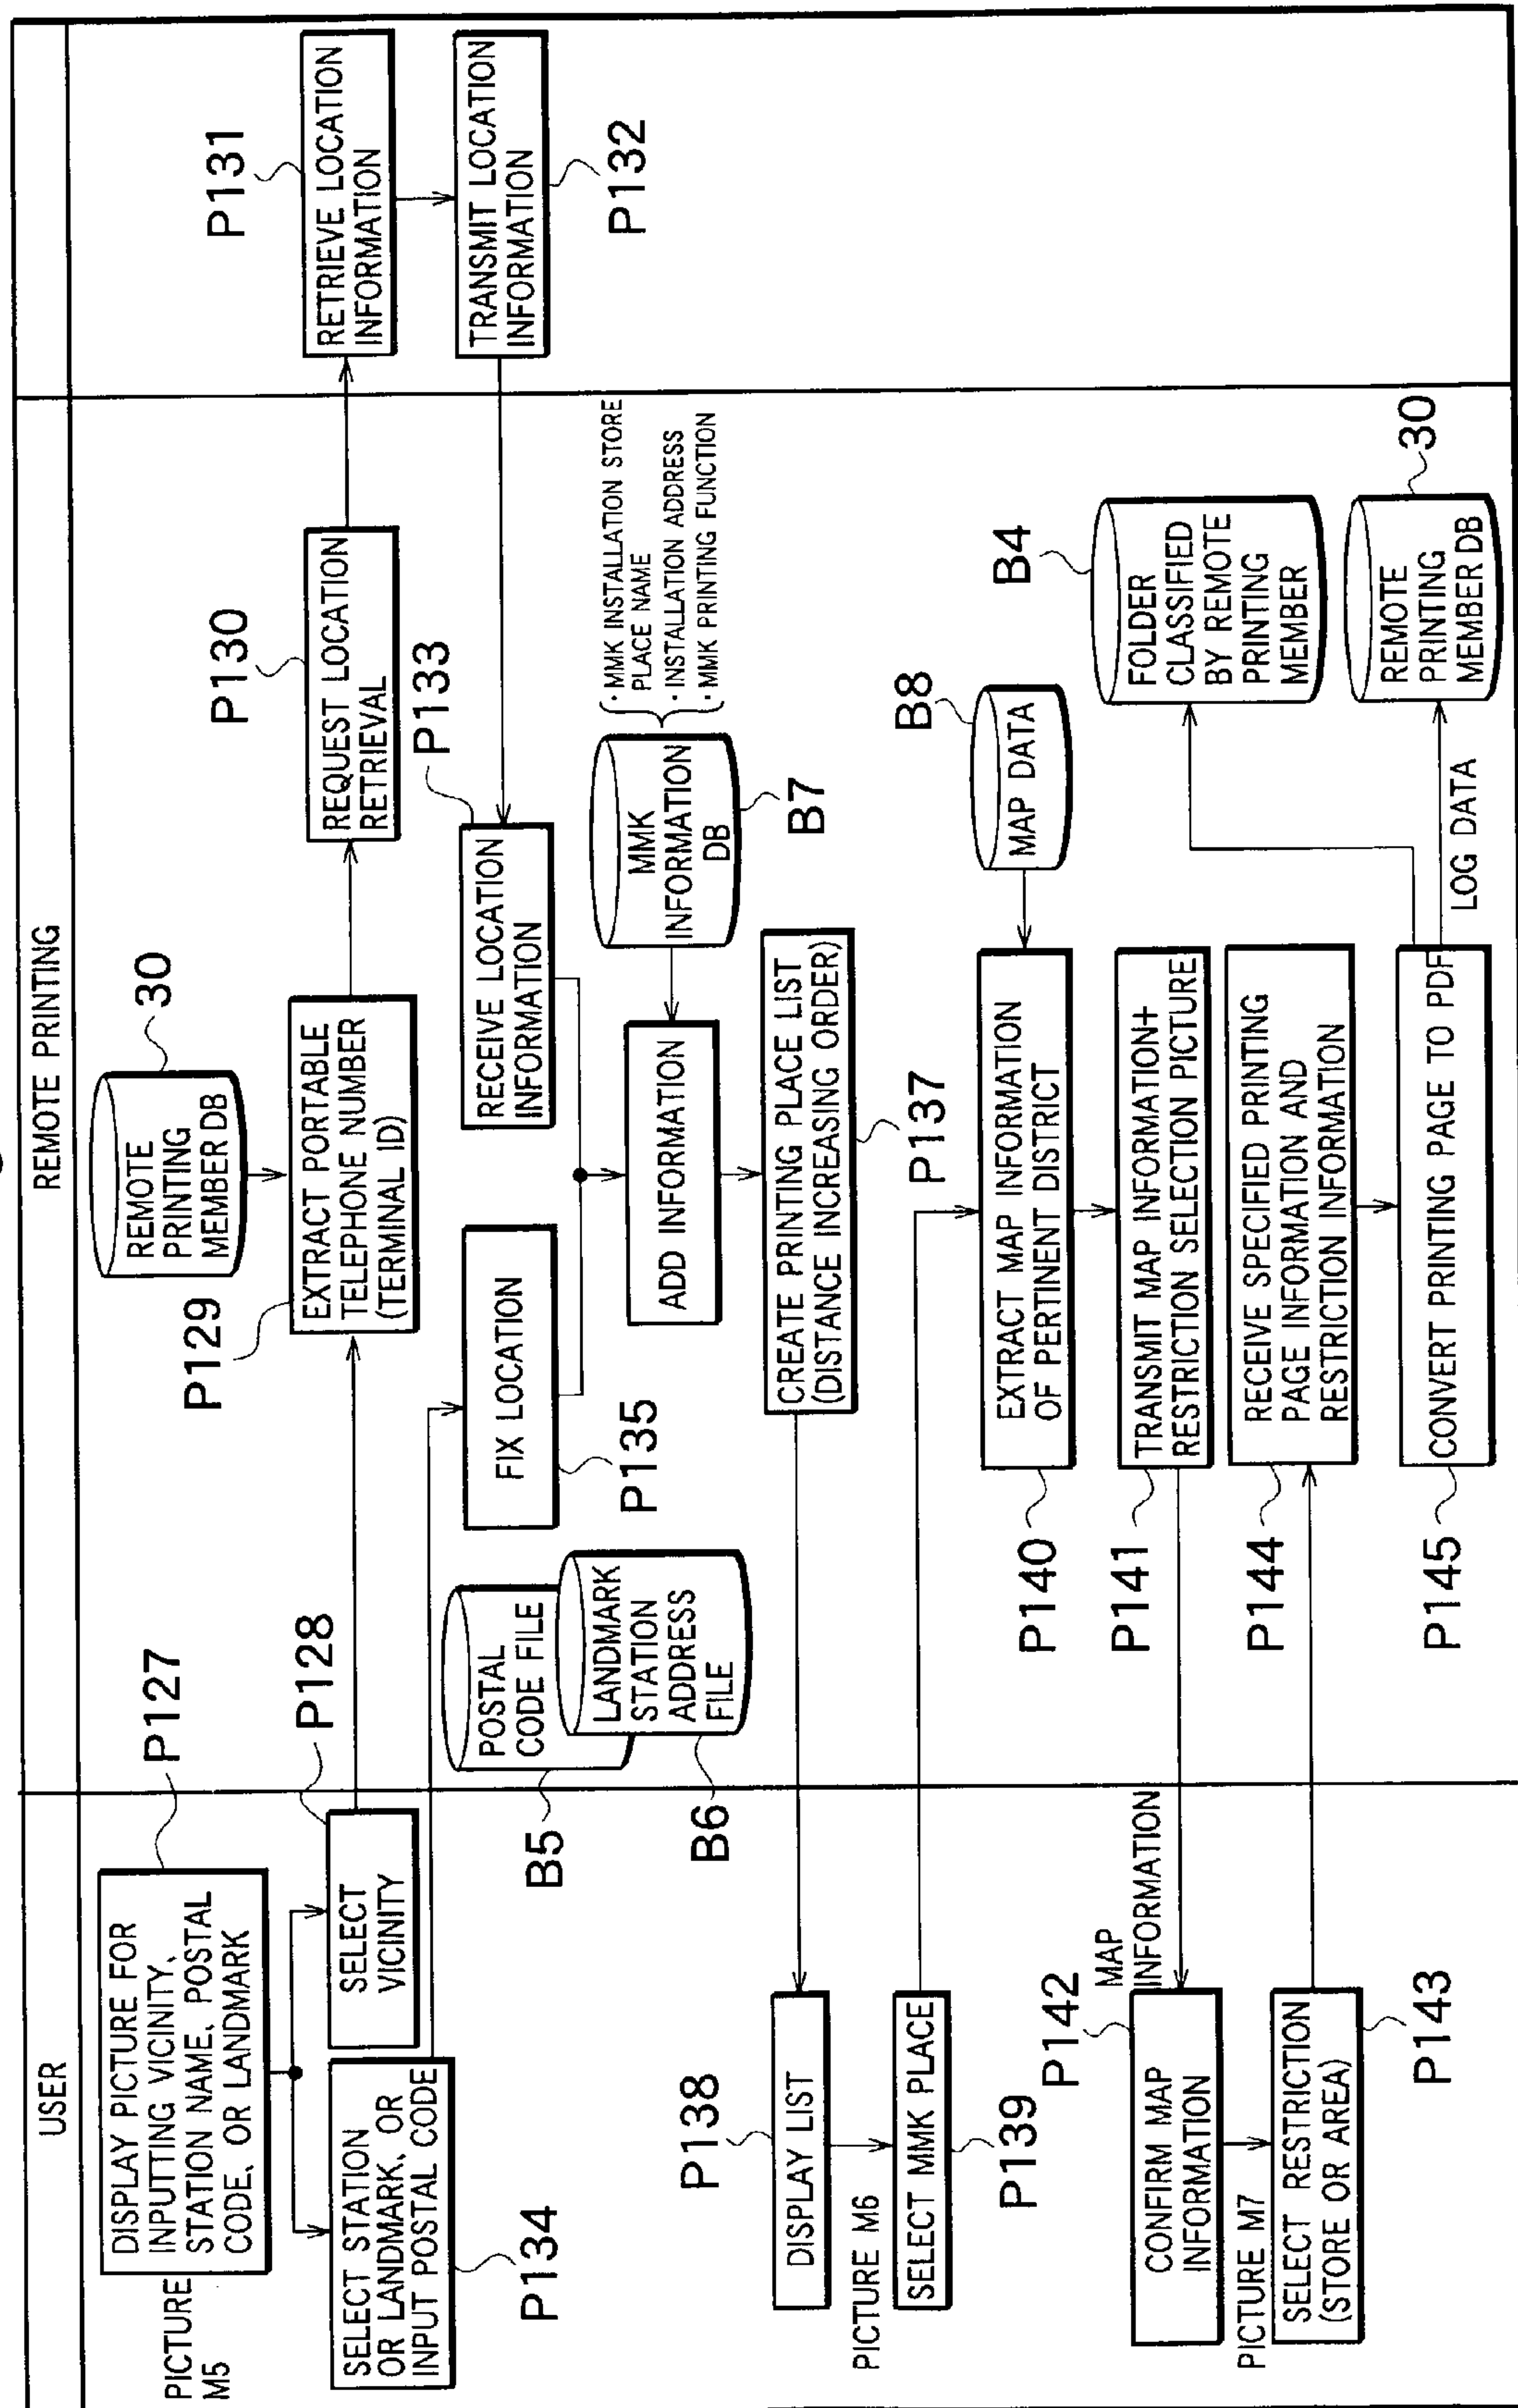 USER
REMOTE PRINTING
PICTURE
M5
DISPLAY PICTURE FOR
INPUTTING VICINITY,
STATION NAME, POSTAL
CODE, OR LANDMARK
P127
SELECT
VICINITY
P128
SELECT STATION
OR LANDMARK, OR
INPUT POSTAL CODE
P134
REMOTE
PRINTING
MEMBER DB
30
EXTRACT PORTABLE
TELEPHONE NUMBER
(TERMINAL ID)
P129
REQUEST LOCATION
RETRIEVAL
P130
RETRIEVE LOCATION
INFORMATION
P131
TRANSMIT LOCATION
INFORMATION
P132
RECEIVE LOCATION
INFORMATION
P133
POSTAL
CODE FILE
B5
LANDMARK
STATION
ADDRESS
FILE
B6
FIX LOCATION
P135
ADD INFORMATION
MMK
INFORMATION
DB
B7
· MMK INSTALLATION STORE
PLACE NAME
· INSTALLATION ADDRESS
· MMK PRINTING FUNCTION
CREATE PRINTING PLACE LIST
(DISTANCE INCREASING ORDER)
P137
DISPLAY LIST
P138
PICTURE M6
SELECT MMK PLACE
P139
EXTRACT MAP INFORMATION
OF PERTINENT DISTRICT
P140
MAP DATA
B8
TRANSMIT MAP INFORMATION+
RESTRICTION SELECTION PICTURE
P141
MAP
INFORMATION
CONFIRM MAP
INFORMATION
P142
PICTURE M7
SELECT RESTRICTION
(STORE OR AREA)
P143
RECEIVE SPECIFIED PRINTING
PAGE INFORMATION AND
RESTRICTION INFORMATION
P144
CONVERT PRINTING PAGE TO PDF
P145
FOLDER
CLASSIFIED
BY REMOTE
PRINTING
MEMBER
B4
LOG DATA
REMOTE
PRINTING
MEMBER DB
30